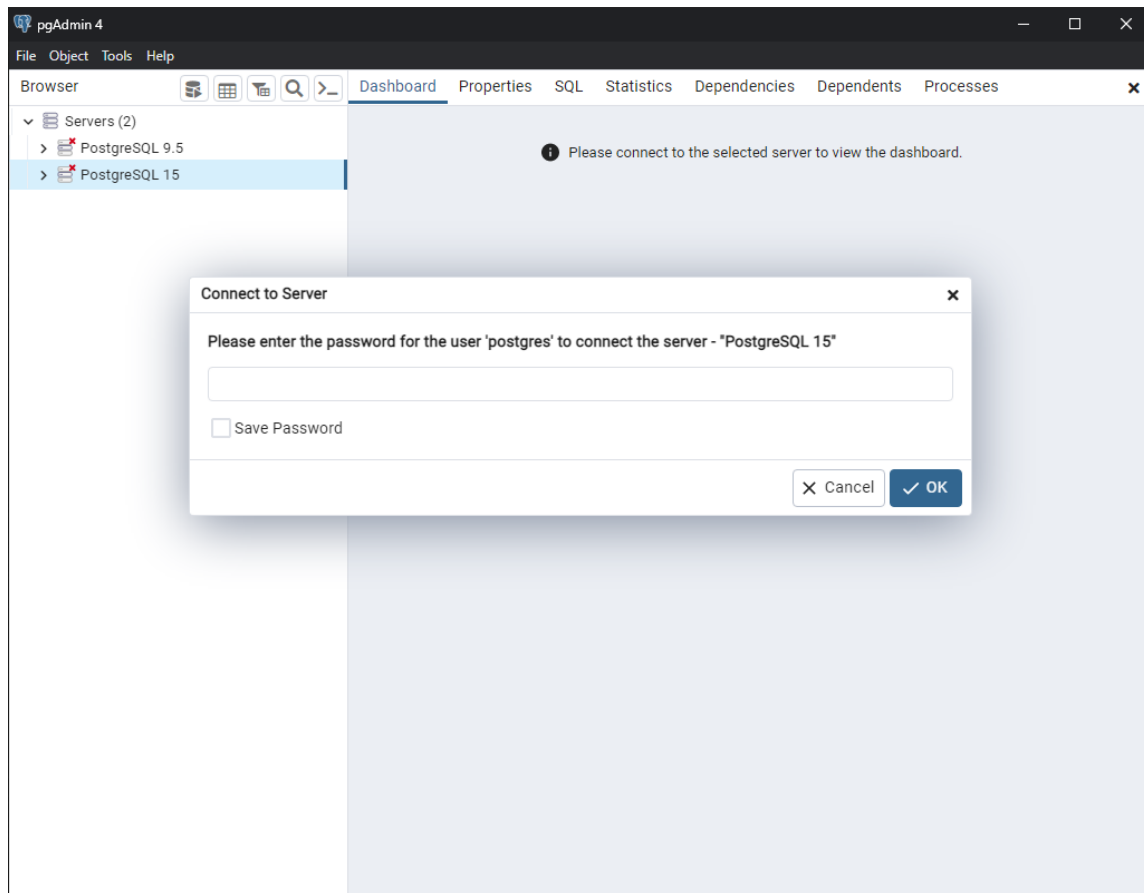 pgAdmin 4
File Object Tools Help
Browser
Dashboard Properties SQL Statistics Dependencies Dependents Processes
Servers (2)
PostgreSQL 9.5
PostgreSQL 15
Please connect to the selected server to view the dashboard.
Connect to Server
Please enter the password for the user 'postgres' to connect the server - "PostgreSQL 15"
Save Password
Cancel OK